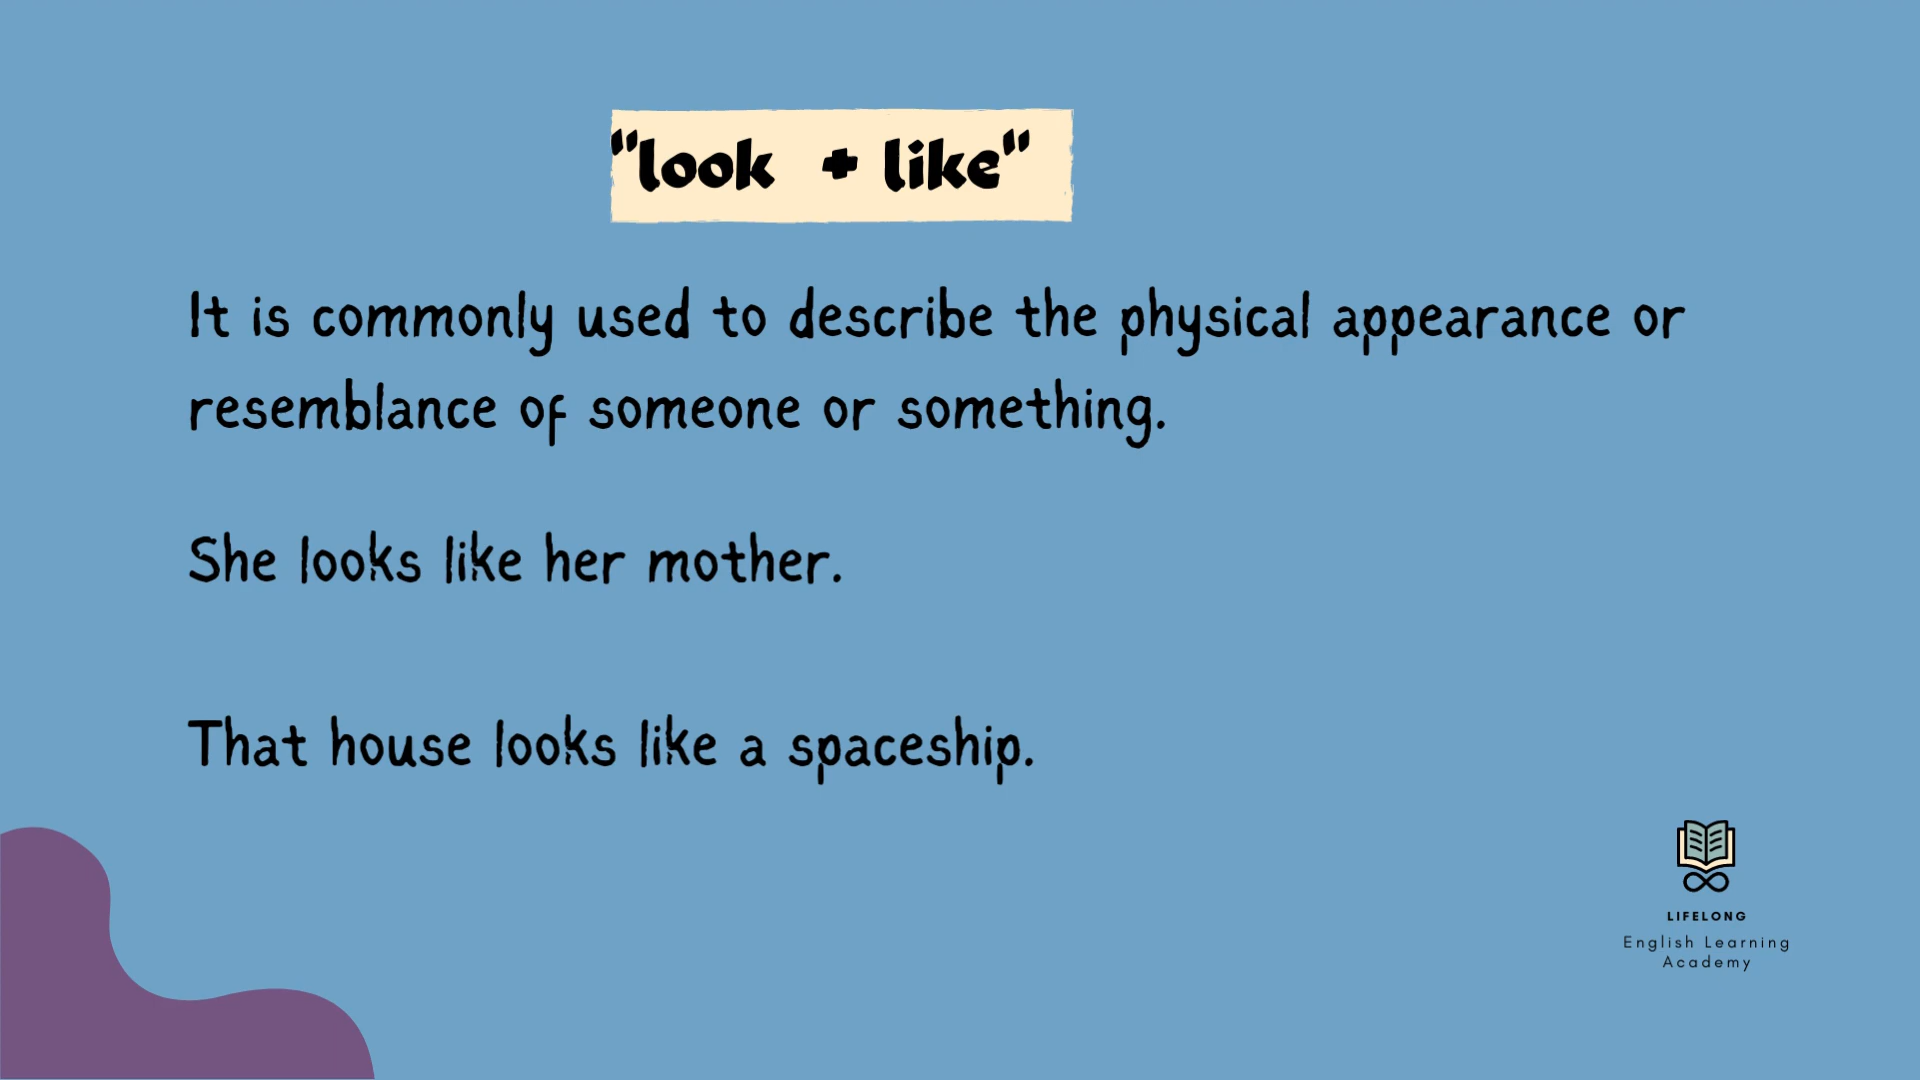 "look + like"
It is commonly used to describe the physical appearance or
resemblance of someone or something.
She looks like her mother.
That house looks like a spaceship.
LIFELONG
English Learning
Academy